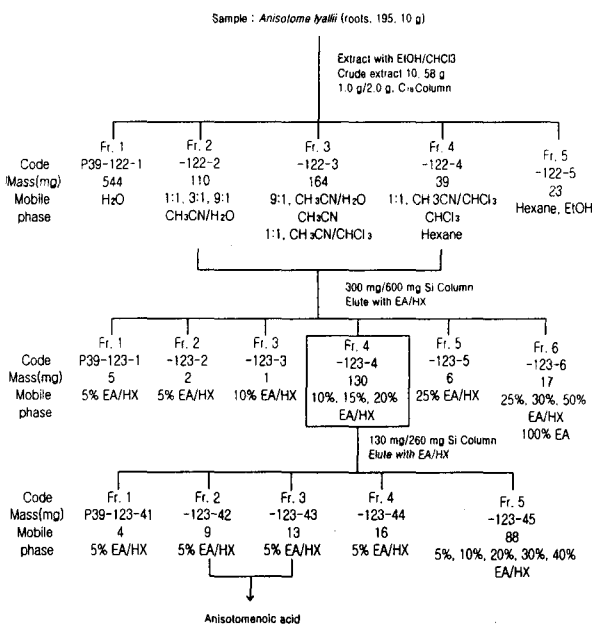 Sample : Anisotome lyallii (roots, 195, 10 g)
Extract with EtOH/CHCl3
Crude extract 10, 58 g
1.0 g/2.0 g, C₁₈ Column
Fr. 1 Fr. 2 Fr. 3 Fr. 4 Fr. 5
Code P39-122-1 -122-2 -122-3 -122-4 -122-5
Mass(mg) 544 110 164 39 23
Mobile phase H₂O 1:1, 3:1, 9:1 9:1, CH₃CN/H₂O 1:1, CH₃CN/CHCl₃ Hexane, EtOH
CH₃CN/H₂O CH₃CN CHCl₃
1:1, CH₃CN/CHCl₃ Hexane
300 mg/600 mg Si Column
Elute with EA/HX
Fr. 1 Fr. 2 Fr. 3 Fr. 4 Fr. 5 Fr. 6
Code P39-123-1 -123-2 -123-3 -123-4 -123-5 -123-6
Mass(mg) 5 2 1 130 6 17
Mobile phase 5% EA/HX 5% EA/HX 10% EA/HX 10%, 15%, 20% 25% EA/HX 25%, 30%, 50%
EA/HX EA/HX
100% EA
130 mg/260 mg Si Column
Elute with EA/HX
Fr. 1 Fr. 2 Fr. 3 Fr. 4 Fr. 5
Code P39-123-41 -123-42 -123-43 -123-44 -123-45
Mass(mg) 4 9 13 16 88
Mobile phase 5% EA/HX 5% EA/HX 5% EA/HX 5% EA/HX 5%, 10%, 20%, 30%, 40%
EA/HX
Anisotomenoic acid